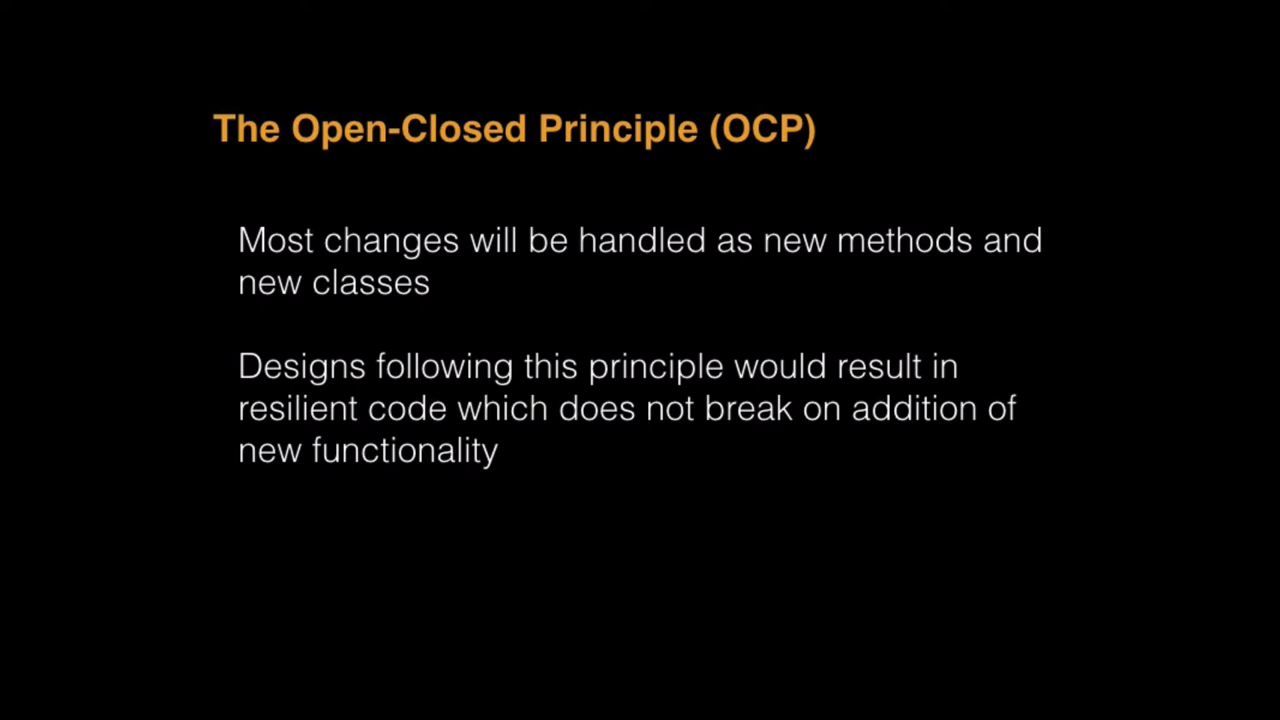 The Open-Closed Principle (OCP)
Most changes will be handled as new methods and
new classes
Designs following this principle would result in
resilient code which does not break on addition of
new functionality